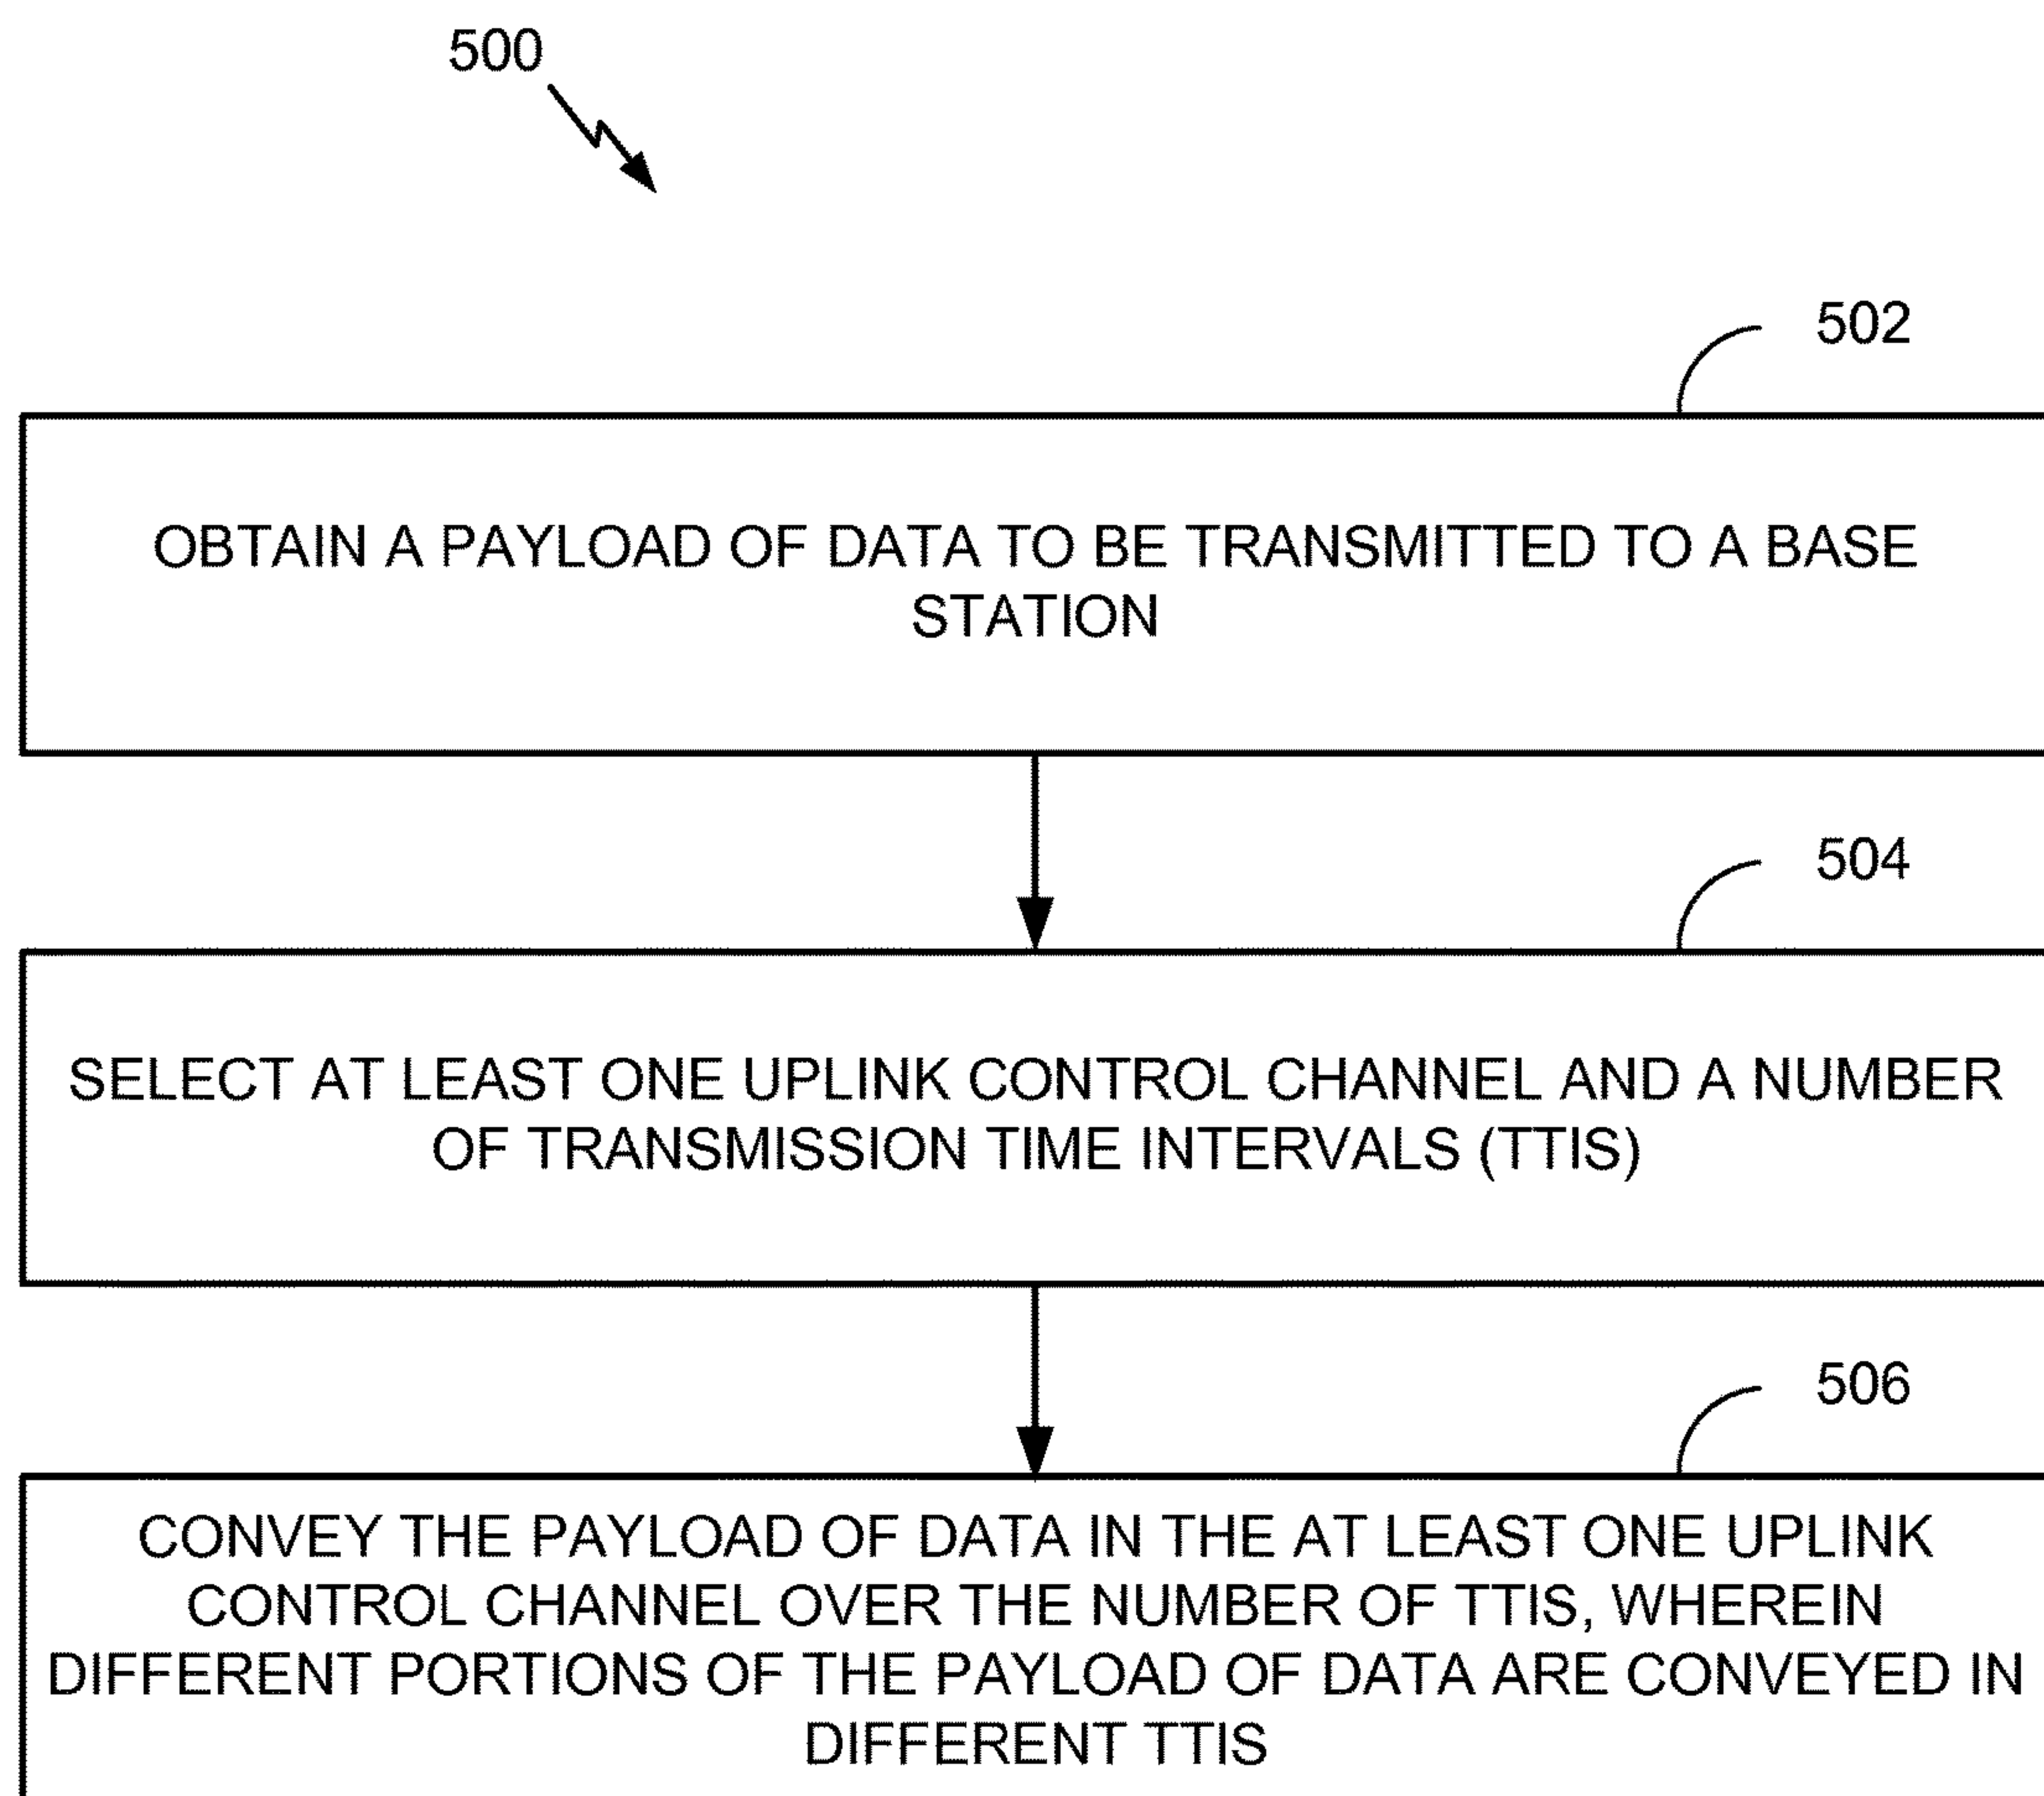 500
502
OBTAIN A PAYLOAD OF DATA TO BE TRANSMITTED TO A BASE
STATION
504
SELECT AT LEAST ONE UPLINK CONTROL CHANNEL AND A NUMBER
OF TRANSMISSION TIME INTERVALS (TTIS)
506
CONVEY THE PAYLOAD OF DATA IN THE AT LEAST ONE UPLINK
CONTROL CHANNEL OVER THE NUMBER OF TTIS, WHEREIN
DIFFERENT PORTIONS OF THE PAYLOAD OF DATA ARE CONVEYED IN
DIFFERENT TTIS